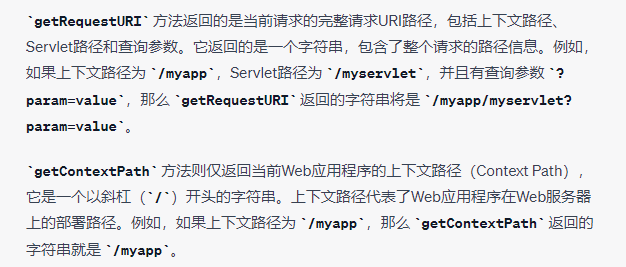 `getRequestURI` 方法返回的是当前请求的完整请求URI路径，包括上下文路径、
Servlet路径和查询参数。它返回的是一个字符串，包含了整个请求的路径信息。例如，
如果上下文路径为 `/myapp`，Servlet路径为 `/myservlet`，并且有查询参数 `?
param=value`，那么 `getRequestURI` 返回的字符串将是 `/myapp/myservlet?
param=value`。
`getContextPath` 方法则仅返回当前Web应用程序的上下文路径（Context Path），
它是一个以斜杠（`/`）开头的字符串。上下文路径代表了Web应用程序在Web服务器
上的部署路径。例如，如果上下文路径为 `/myapp`，那么 `getContextPath` 返回的
字符串就是 `/myapp`。